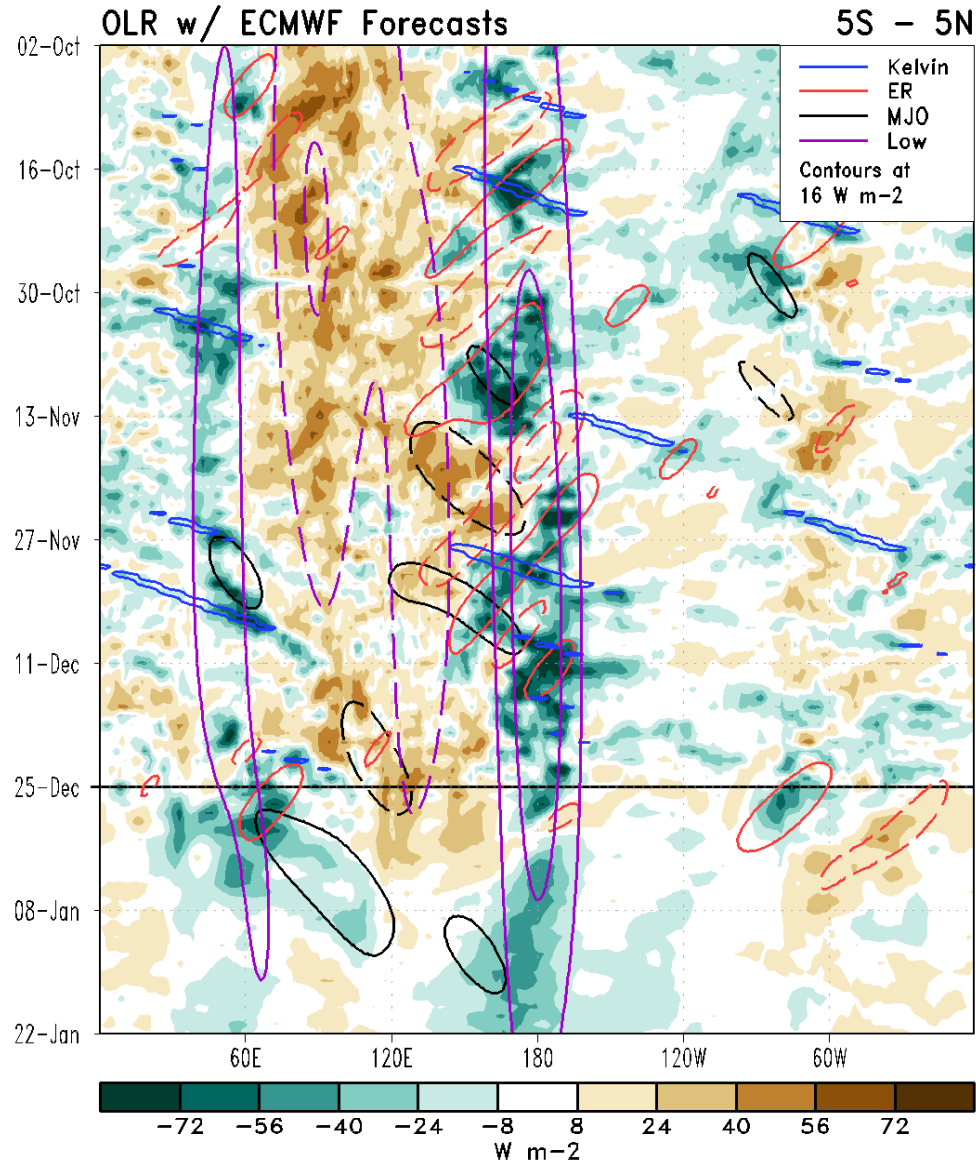 OLR w/ ECMWF Forecasts 5S - 5N
Kelvin
ER
MJO
Low
Contours at
16 W m-2
02-Oct
16-Oct
30-Oct
13-Nov
27-Nov
11-Dec
25-Dec
08-Jan
22-Jan
60E 120E 180 120W 60W
-72 -56 -40 -24 -8 8 24 40 56 72
W m-2